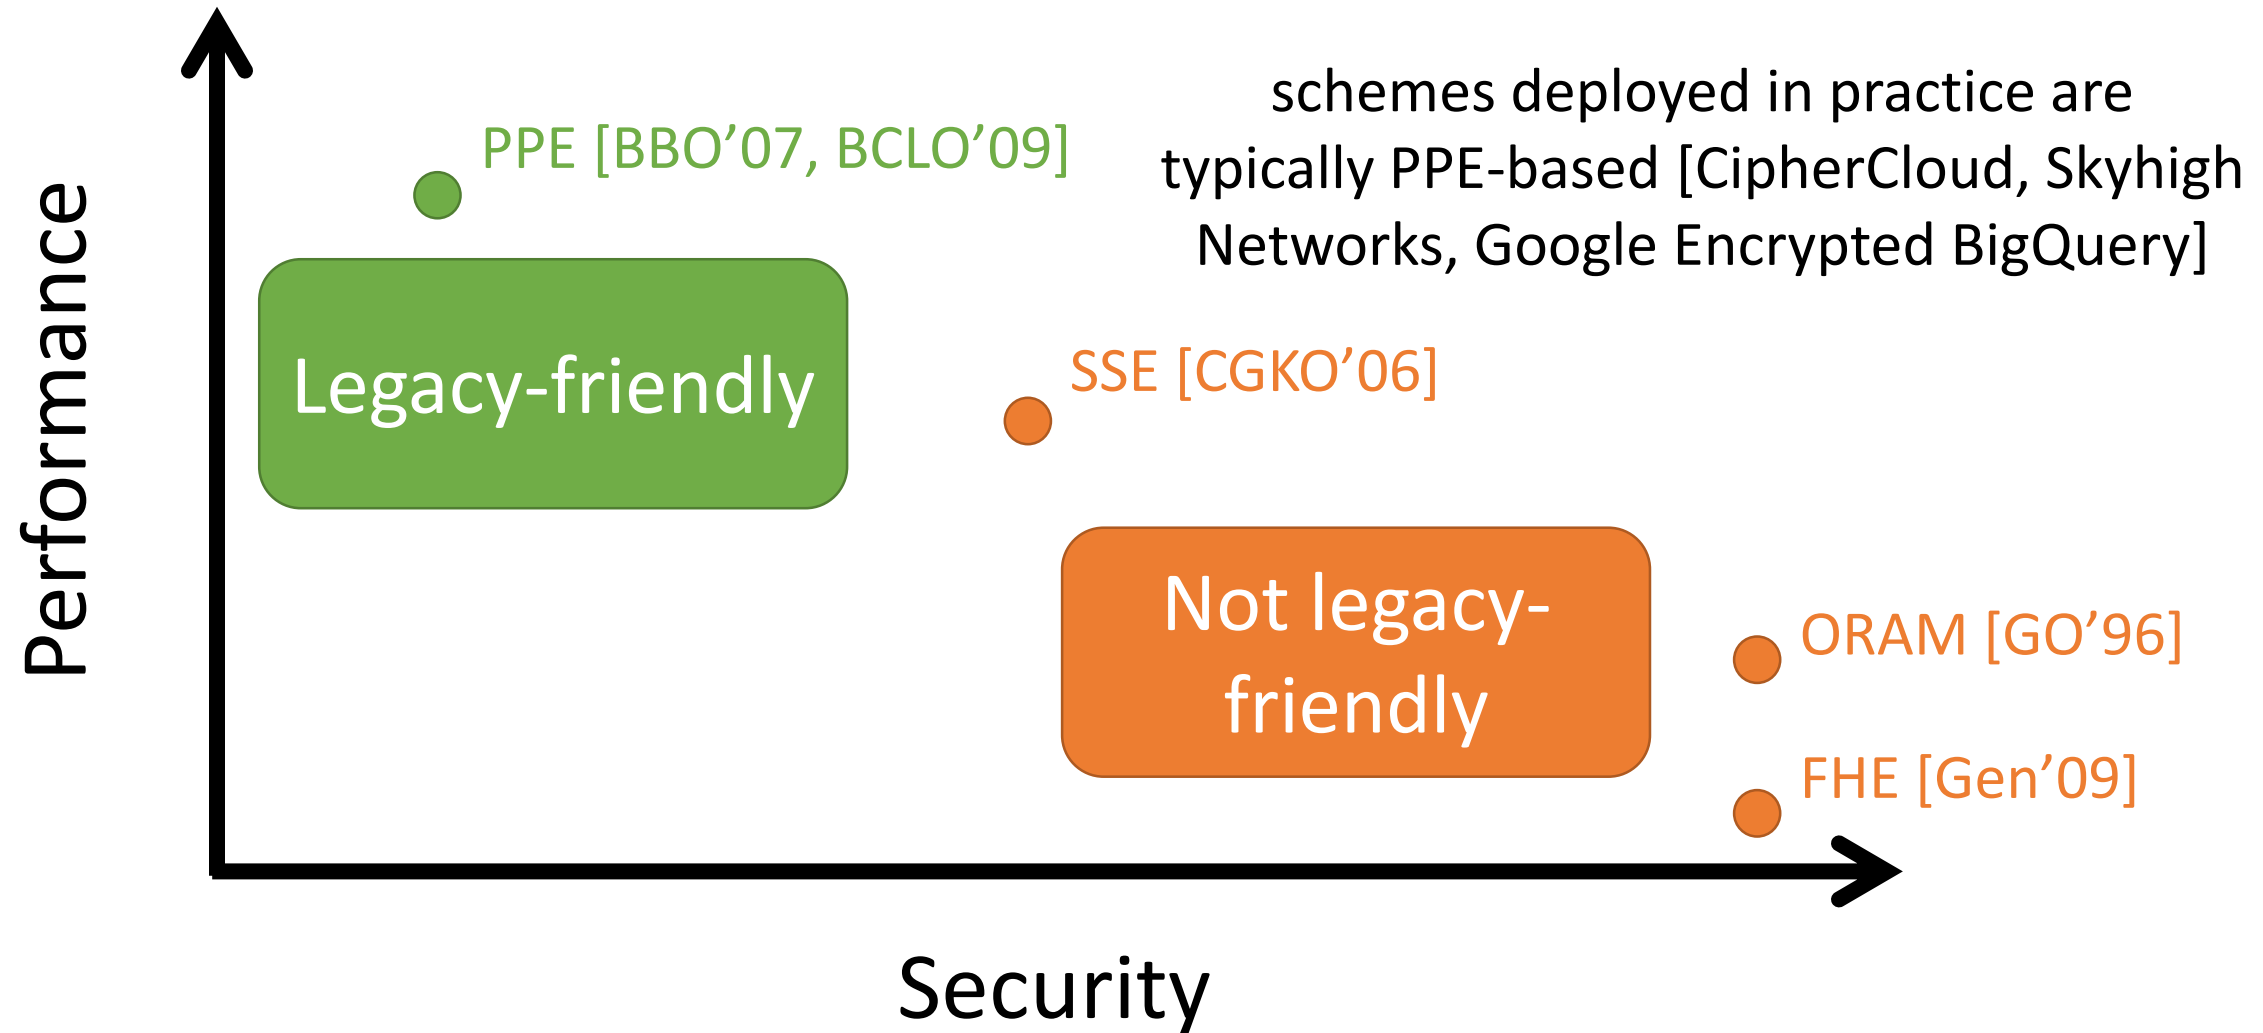 Performance
PPE [BBO’07, BCLO’09]
schemes deployed in practice are
typically PPE-based [CipherCloud, Skyhigh
Networks, Google Encrypted BigQuery]
Legacy-friendly
SSE [CGKO’06]
Not legacy-
friendly
ORAM [GO’96]
FHE [Gen’09]
Security